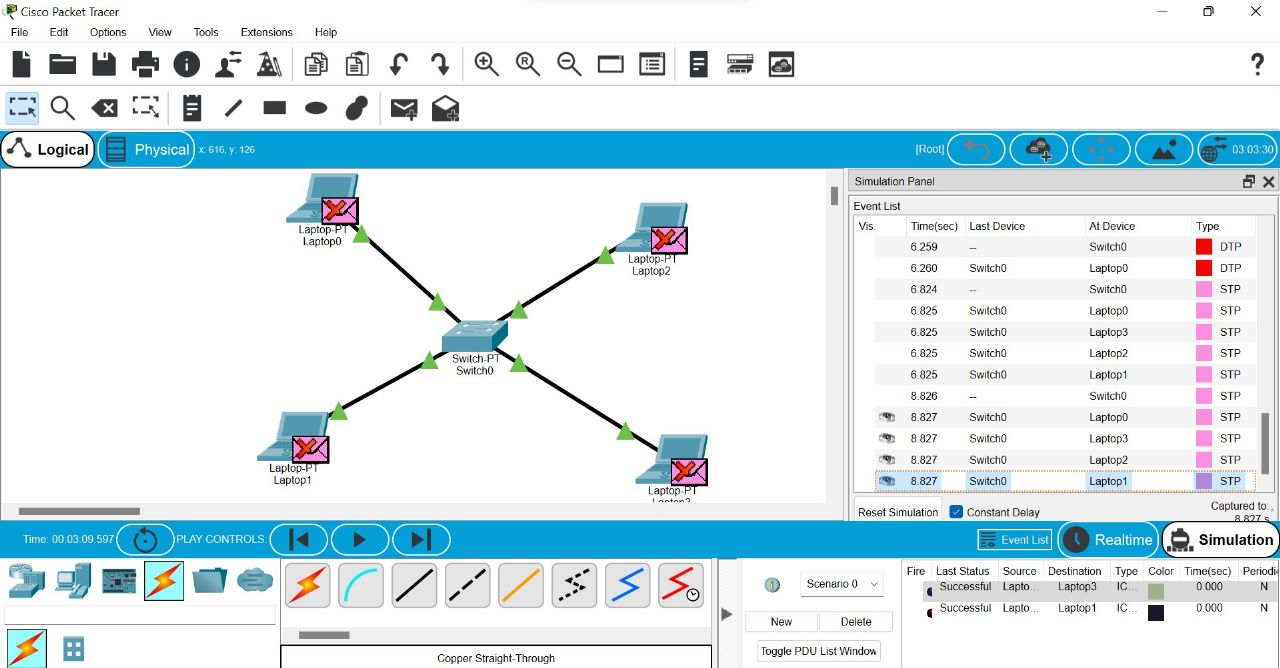 Cisco Packet Tracer
File Edit Options View Tools Extensions Help
Logical Physical x: 616, y: 126 [Root] 03:03:30
Laptop-PT
Laptop0
Laptop-PT
Laptop2
Switch-PT
Switch0
Laptop-PT
Laptop1
Laptop-PT
Simulation Panel
Event List
Vis. Time(sec) Last Device At Device Type
6.259 -- Switch0 DTP
6.260 Switch0 Laptop0 DTP
6.824 -- Switch0 STP
6.825 Switch0 Laptop0 STP
6.825 Switch0 Laptop3 STP
6.825 Switch0 Laptop2 STP
6.825 Switch0 Laptop1 STP
8.826 -- Switch0 STP
8.827 Switch0 Laptop0 STP
8.827 Switch0 Laptop3 STP
8.827 Switch0 Laptop2 STP
8.827 Switch0 Laptop1 STP
Reset Simulation Constant Delay Captured to:
8.827 s
Time: 00:03:09.597 PLAY CONTROLS: Event List Realtime Simulation
Copper Straight-Through
Scenario 0
New Delete
Toggle PDU List Window
Fire Last Status Source Destination Type Color Time(sec) Periodi
Successful Lapto... Laptop3 IC... 0.000 N
Successful Lapto... Laptop1 IC... 0.000 N